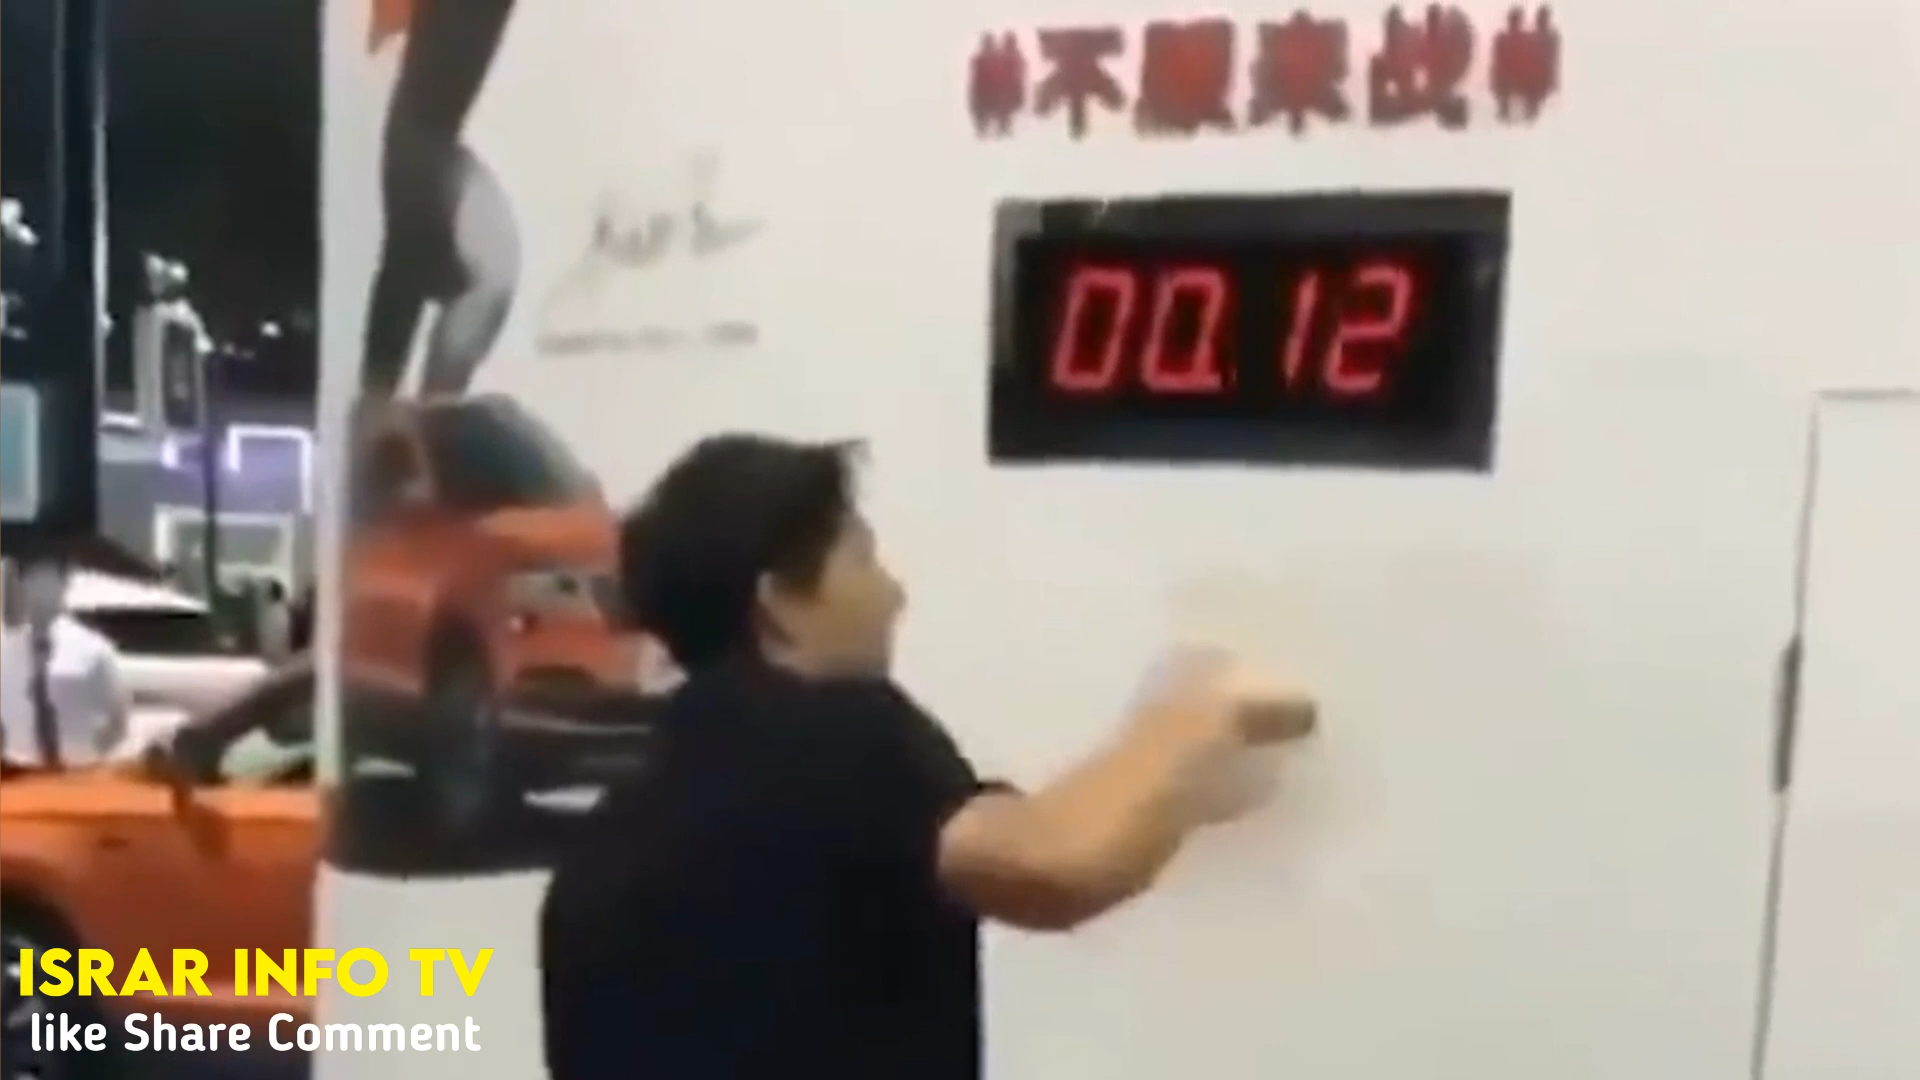 #不服来战#
00.12
ISRAR INFO TV
like Share Comment